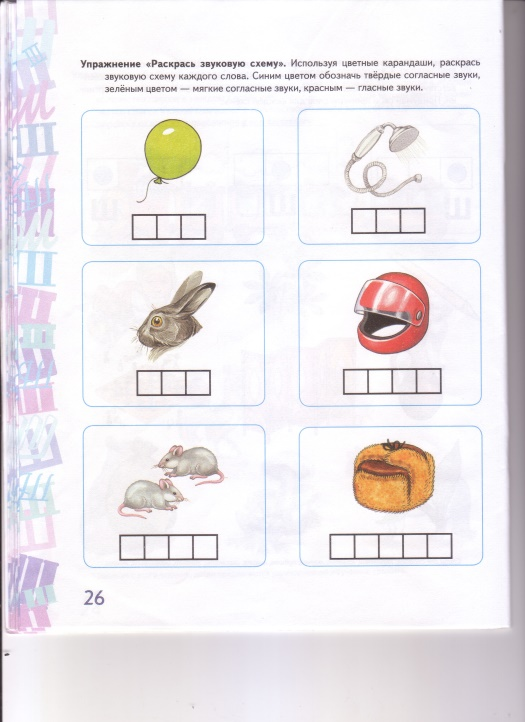 Упражнение «Раскрась звуковую схему». Используя цветные карандаши, раскрась
звуковую схему каждого слова. Синим цветом обозначь твёрдые согласные звуки,
зелёным цветом — мягкие согласные звуки, красным — гласные звуки.
26